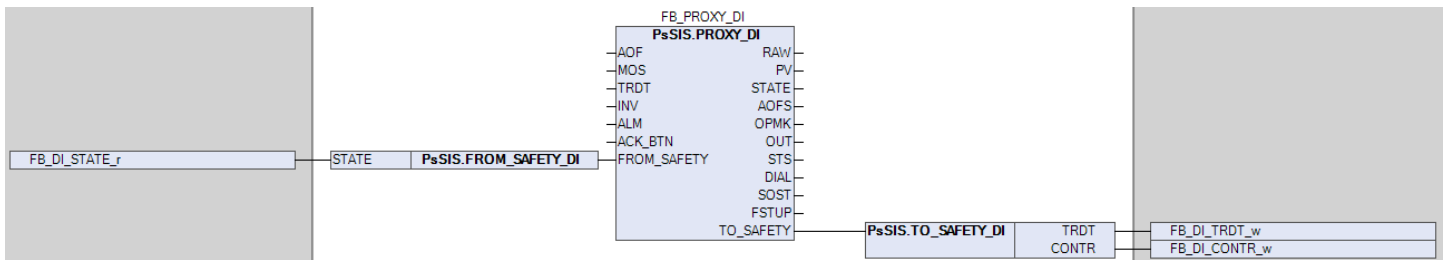 FB_PROXY_DI
PsSIS.PROXY_DI
AOF RAW
MOS PV
TRDT STATE
INV AOFS
ALM OPMK
ACK_BTN OUT
FB_DI_STATE_r STATE PsSIS.FROM_SAFETY_DI FROM_SAFETY STS
DIAL
SOST
FSTUP
TO_SAFETY PsSIS.TO_SAFETY_DI TRDT FB_DI_TRDT_w
CONTR FB_DI_CONTR_w